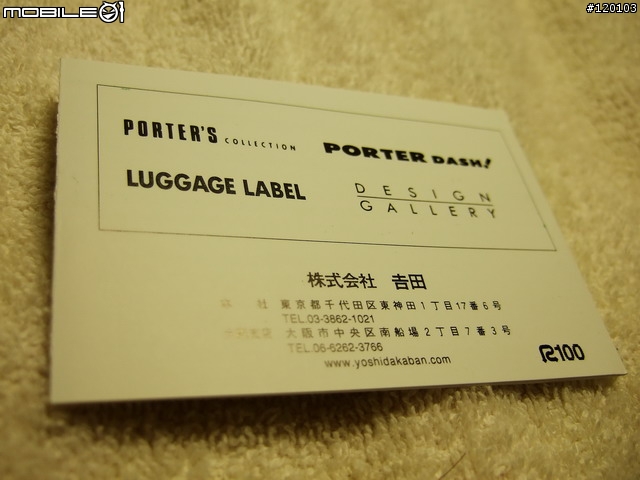 MOBILE01
#120103
PORTER'S COLLECTION
PORTER DASH!
LUGGAGE LABEL
DESIGN GALLERY
株式会社 吉田
社 東京都千代田区東神田1丁目17番6号
TEL.03-3862-1021
大阪市中央区南船場2丁目7番3号
TEL.06-6262-3766
www.yoshidakaban.com
R100